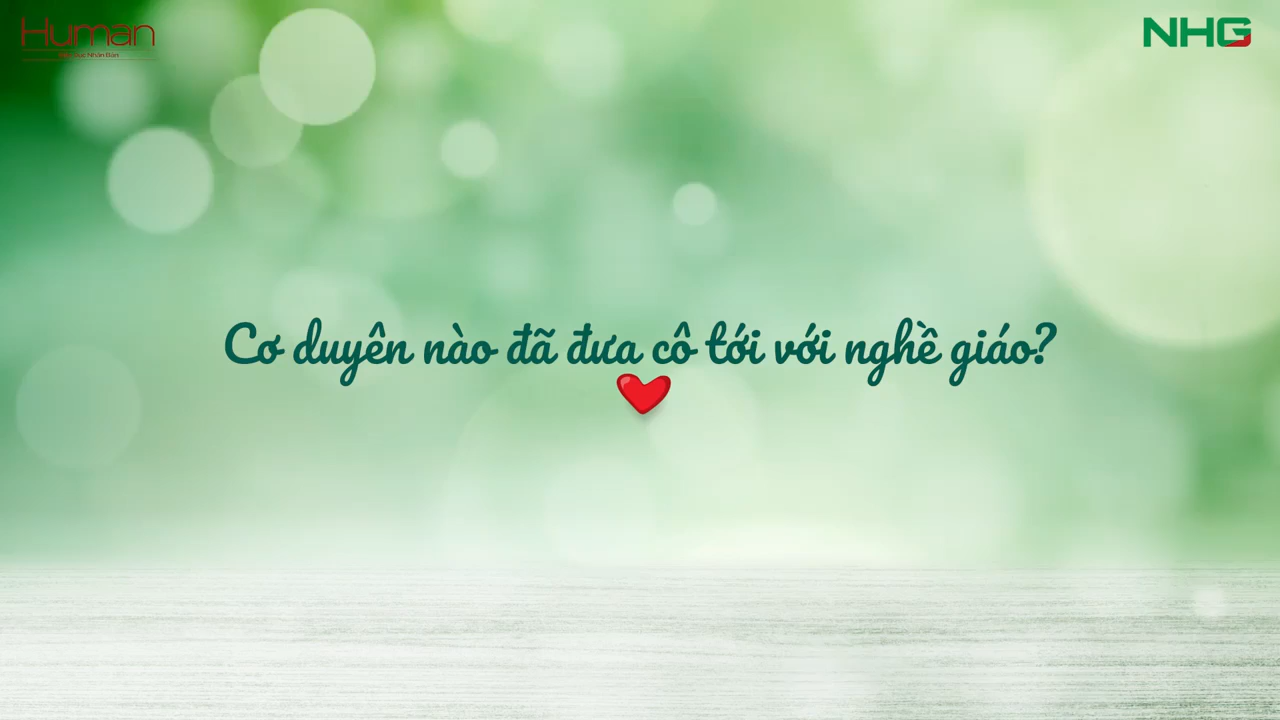 Human
NHG
Cơ duyên nào đã đưa cô tới với nghề giáo?